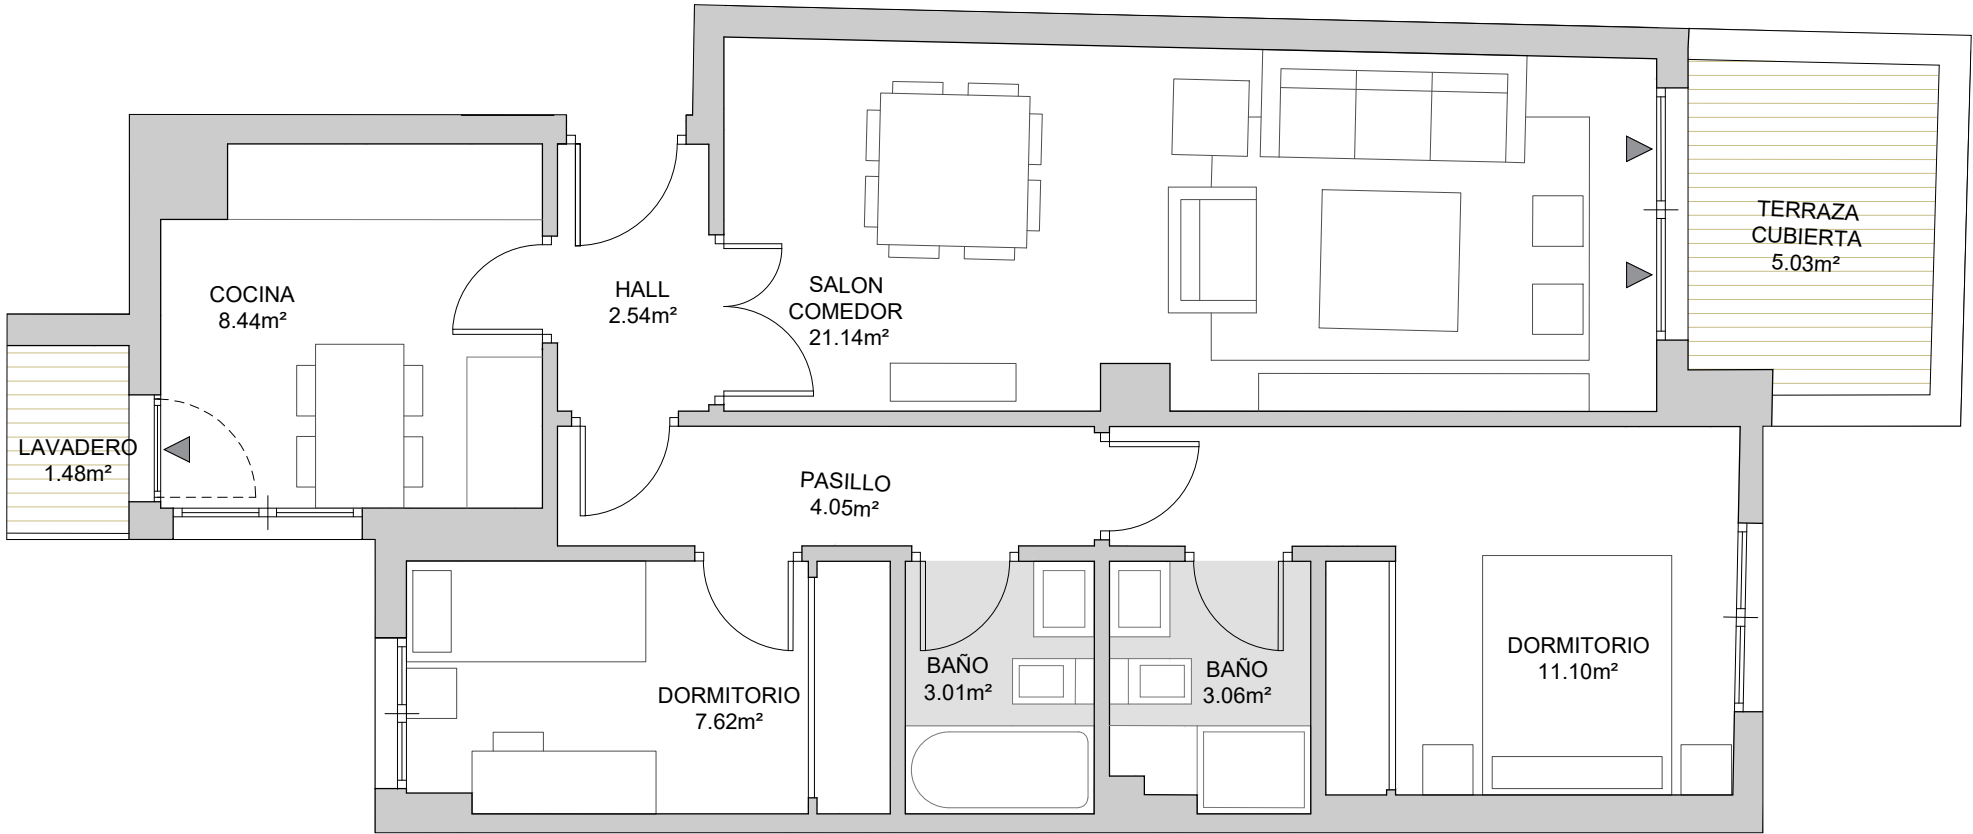 TERRAZA
CUBIERTA
5.03m²
COCINA
8.44m²
HALL
2.54m²
SALON
COMEDOR
21.14m²
LAVADERO
1.48m²
PASILLO
4.05m²
DORMITORIO
7.62m²
BAÑO
3.01m²
BAÑO
3.06m²
DORMITORIO
11.10m²